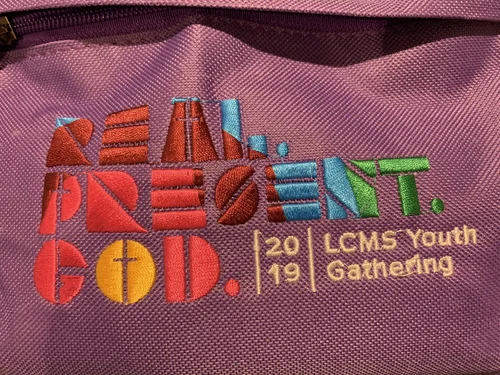 REAL.
PRESENT.
GOD.
20
19
LCMS Youth
Gathering